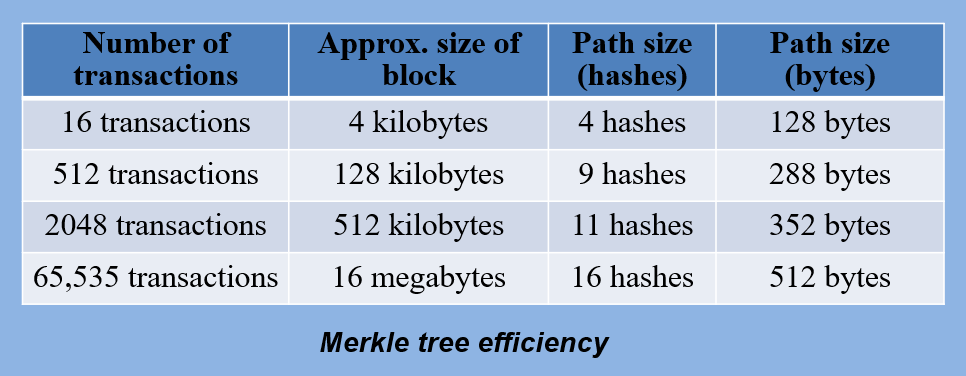 Number of transactions Approx. size of block Path size (hashes) Path size (bytes)
16 transactions 4 kilobytes 4 hashes 128 bytes
512 transactions 128 kilobytes 9 hashes 288 bytes
2048 transactions 512 kilobytes 11 hashes 352 bytes
65,535 transactions 16 megabytes 16 hashes 512 bytes
Merkle tree efficiency